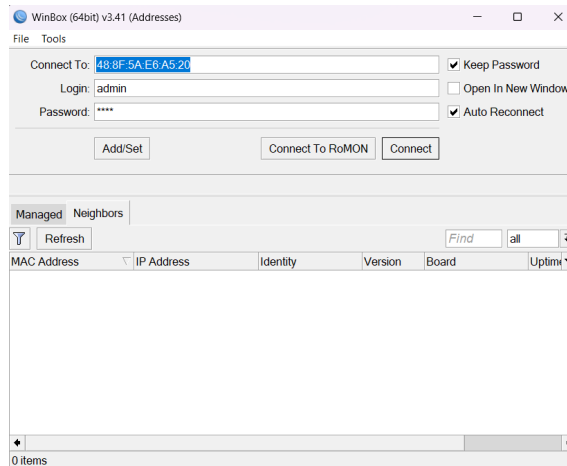 WinBox (64bit) v3.41 (Addresses)
File Tools
Connect To: 48:8F:5A:E6:A5:20
Keep Password
Login: admin
Open In New Window
Password: ****
Auto Reconnect
Add/Set Connect To RoMON Connect
Managed Neighbors
Refresh Find all
MAC Address IP Address Identity Version Board Uptime
0 items